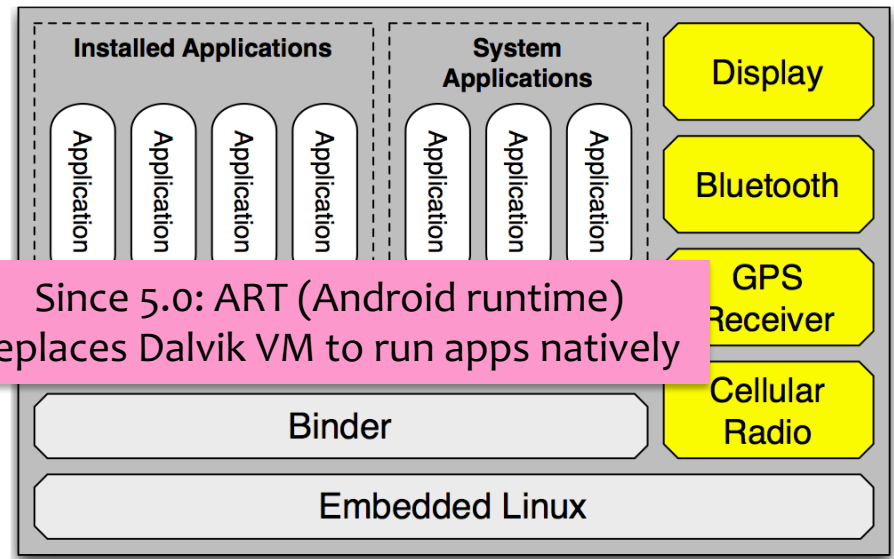 Installed Applications
System
Applications
Application
Application
Application
Application
Application
Application
Application
Display
Bluetooth
GPS
Receiver
Cellular
Radio
Since 5.0: ART (Android runtime)
eplaces Dalvik VM to run apps natively
Binder
Embedded Linux